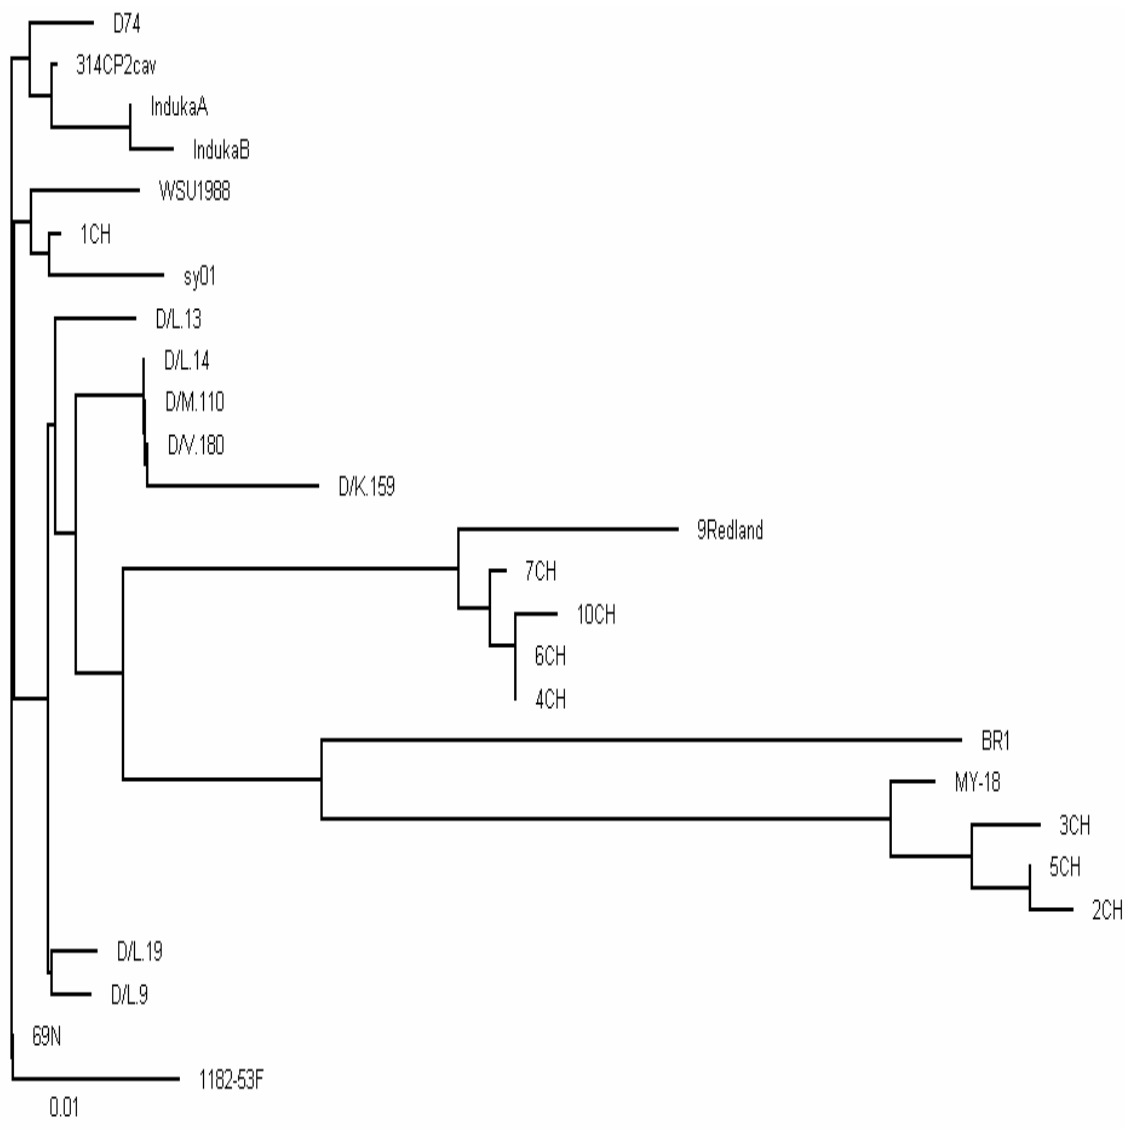 D74
314CP2cav
IndukaA
IndukaB
WSU1988
1CH
sy01
D/L.13
D/L.14
D/M.110
D/V.180
D/K.159
9Redland
7CH
10CH
6CH
4CH
BR1
MY-18
3CH
5CH
2CH
D/L.19
D/L.9
69N
1182-53F
0.01